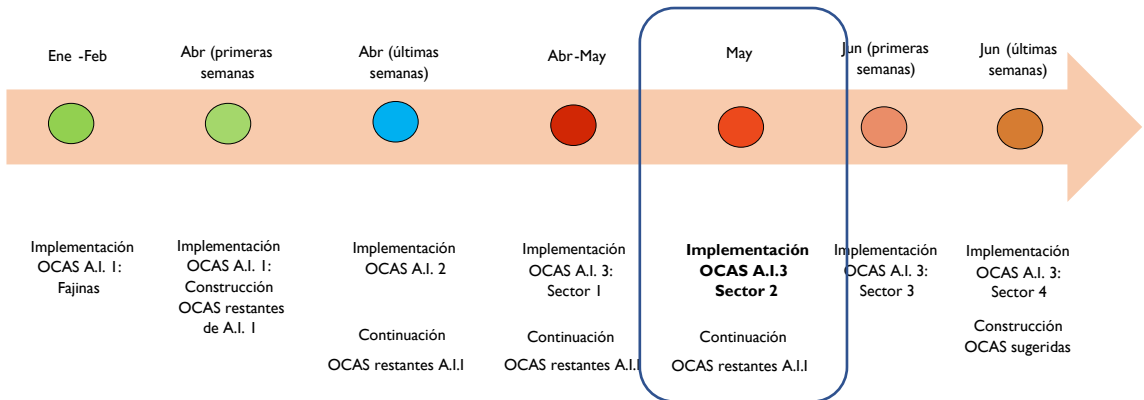 Ene -Feb
Abr (primeras
semanas
Abr (últimas
semanas)
Abr-May
May
Jun (primeras
semanas)
Jun (últimas
semanas)
Implementación
OCAS A.I. 1:
Fajinas
Implementación
OCAS A.I. 1:
Construcción
OCAS restantes
de A.I. 1
Implementación
OCAS A.I. 2
Continuación
OCAS restantes A.I.1
Implementación
OCAS A.I. 3:
Sector 1
Continuación
OCAS restantes A.I.1
Implementación
OCAS A.I.3
Sector 2
Continuación
OCAS restantes A.I.1
Implementación
OCAS A.I. 3:
Sector 3
Implementación
OCAS A.I. 3:
Sector 4
Construcción
OCAS sugeridas